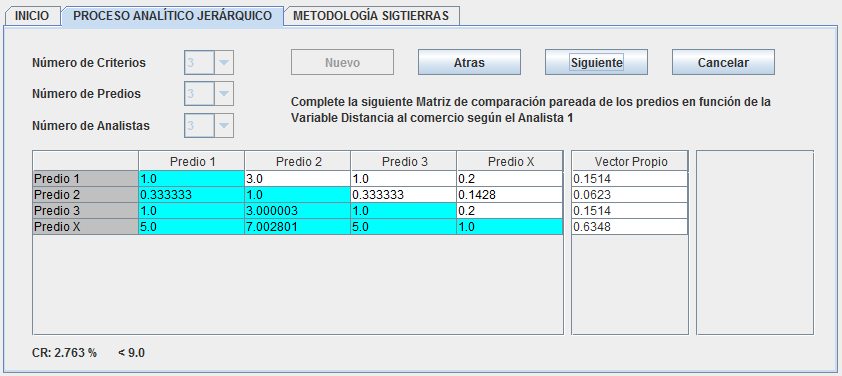 INICIO PROCESO ANALÍTICO JERÁRQUICO METODOLOGÍA SIGTIERRAS
Número de Criterios 3 Nuevo Atras Siguiente Cancelar
Número de Predios 3
Número de Analistas 3
Complete la siguiente Matriz de comparación pareada de los predios en función de la
Variable Distancia al comercio según el Analista 1
Predio 1 Predio 2 Predio 3 Predio X Vector Propio
Predio 1 1.0 3.0 1.0 0.2 0.1514
Predio 2 0.333333 1.0 0.333333 0.1428 0.0623
Predio 3 1.0 3.000003 1.0 0.2 0.1514
Predio X 5.0 7.002801 5.0 1.0 0.6348
CR: 2.763 % < 9.0